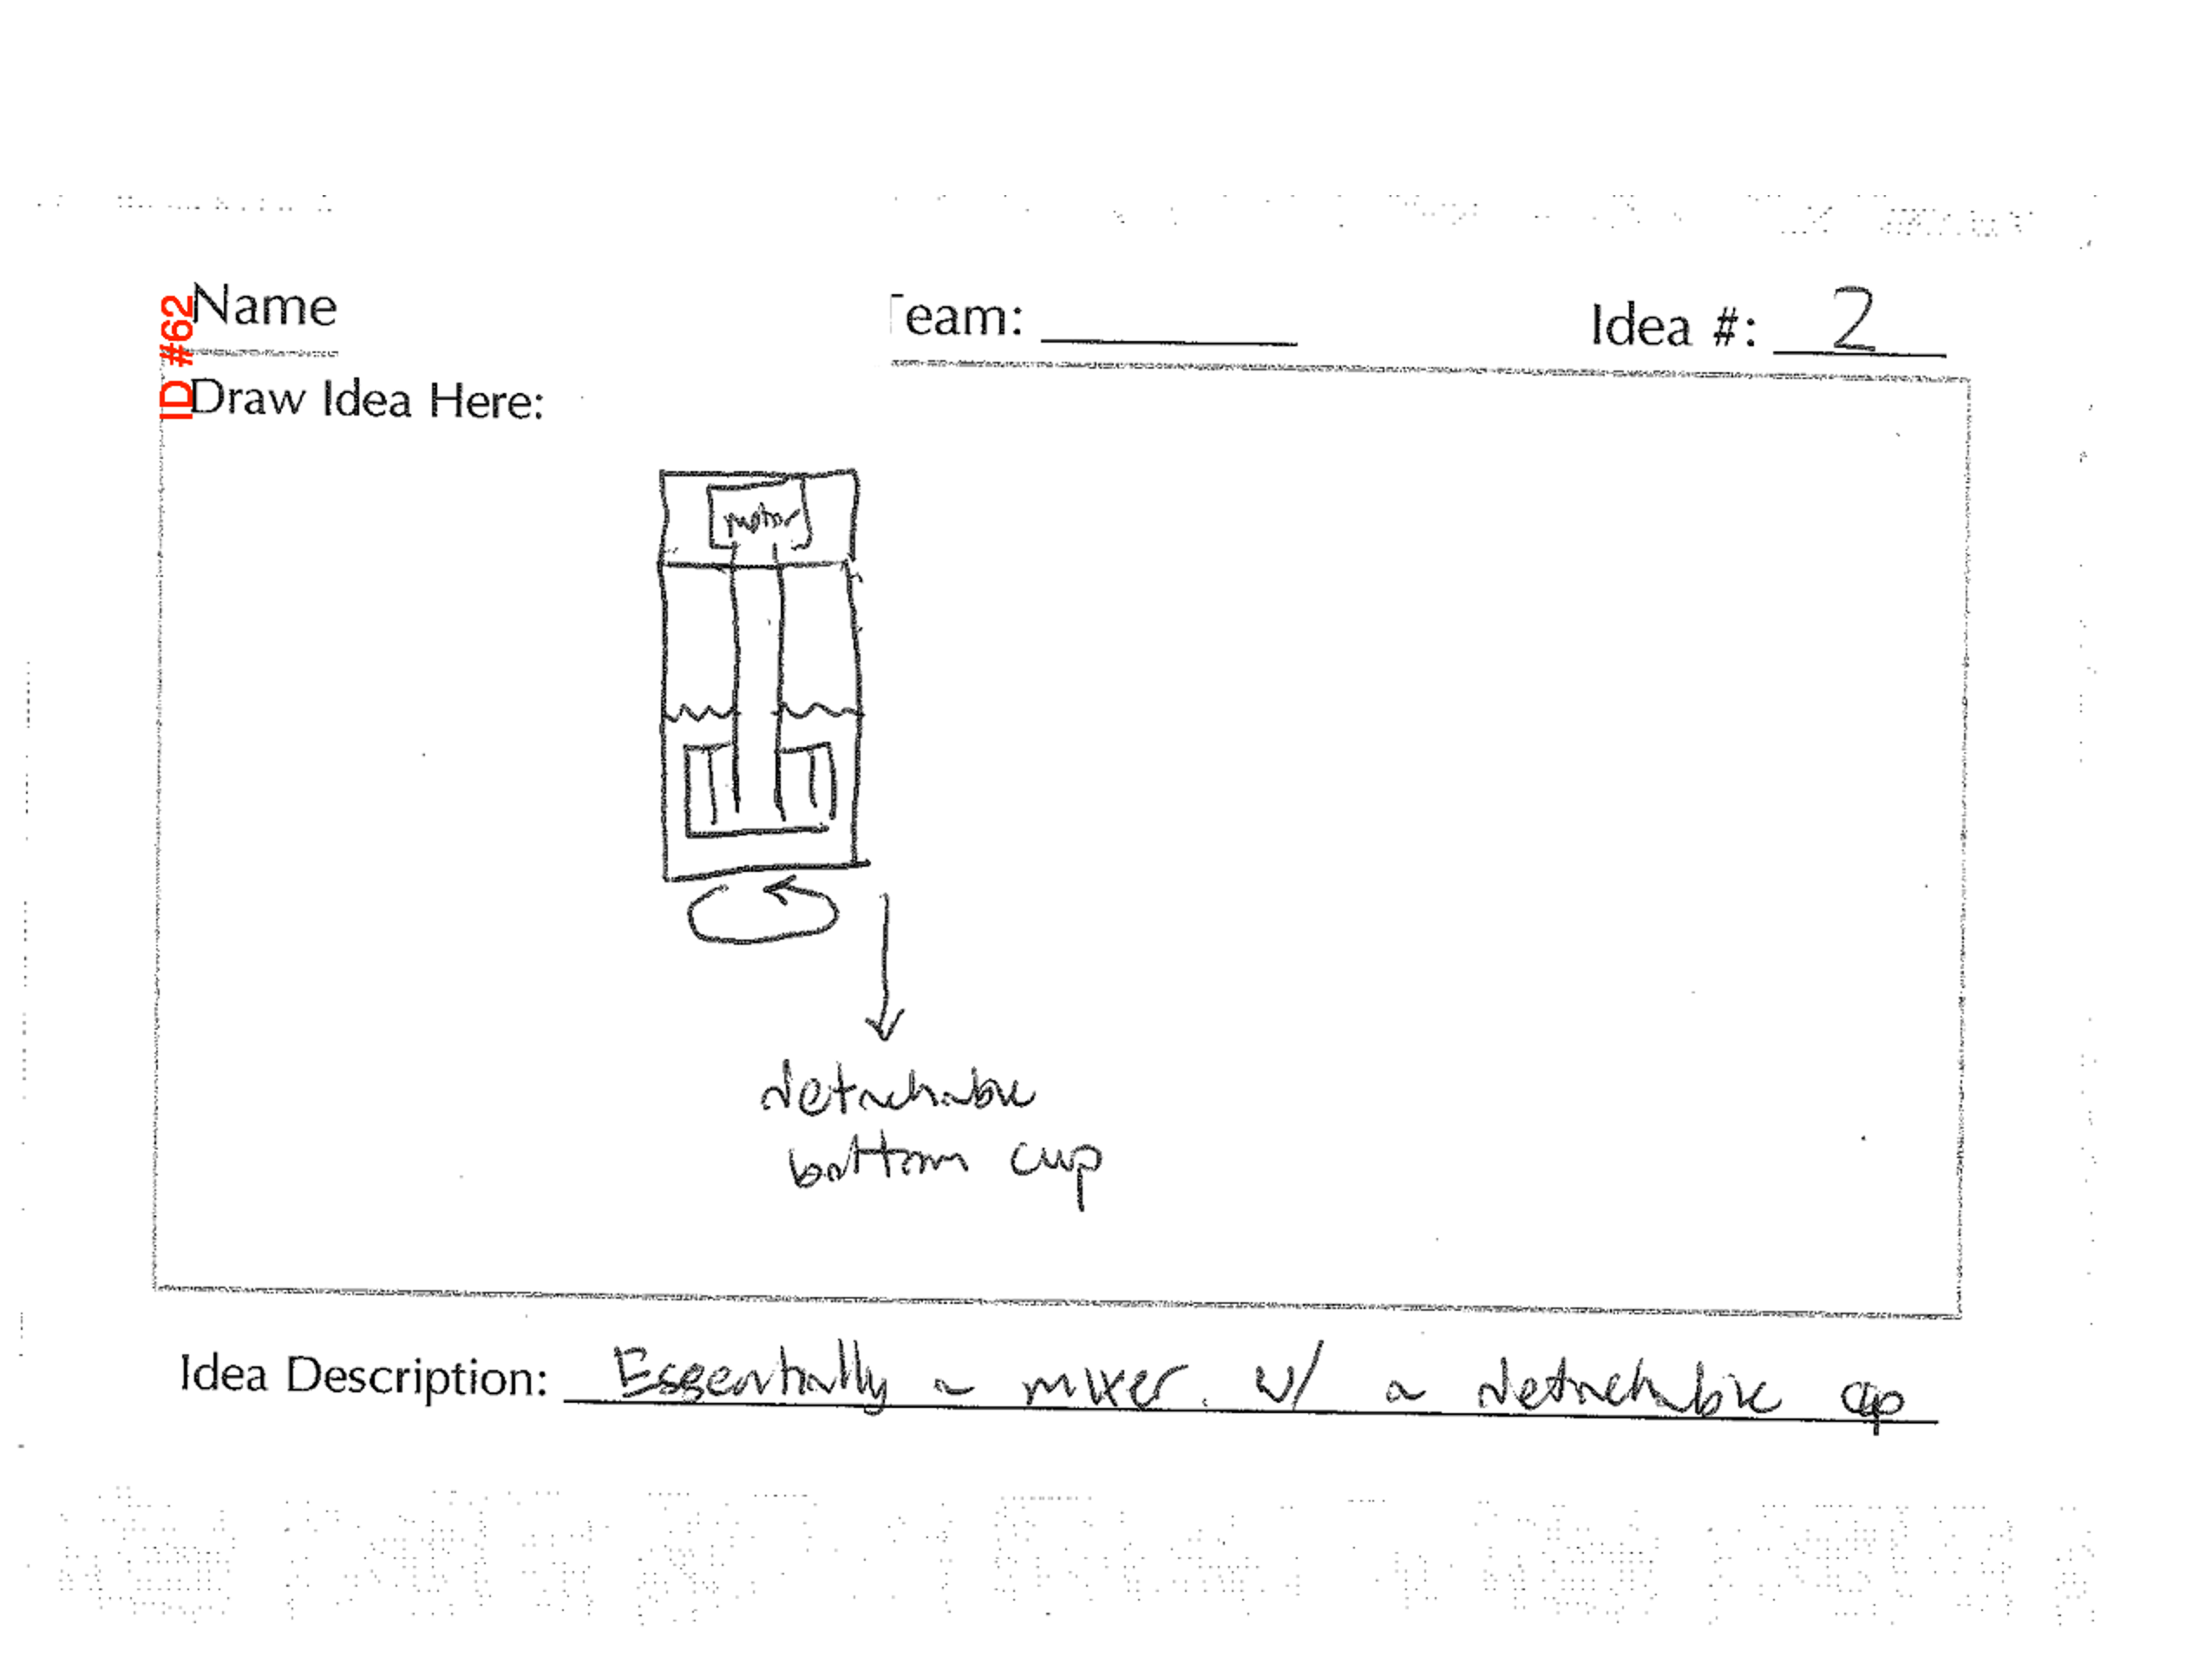 ID #62
Name
Team: Idea #: 2
Draw Idea Here:
motor
detachable
bottom cup
Idea Description: Essentially a mixer w/ a detachable cup